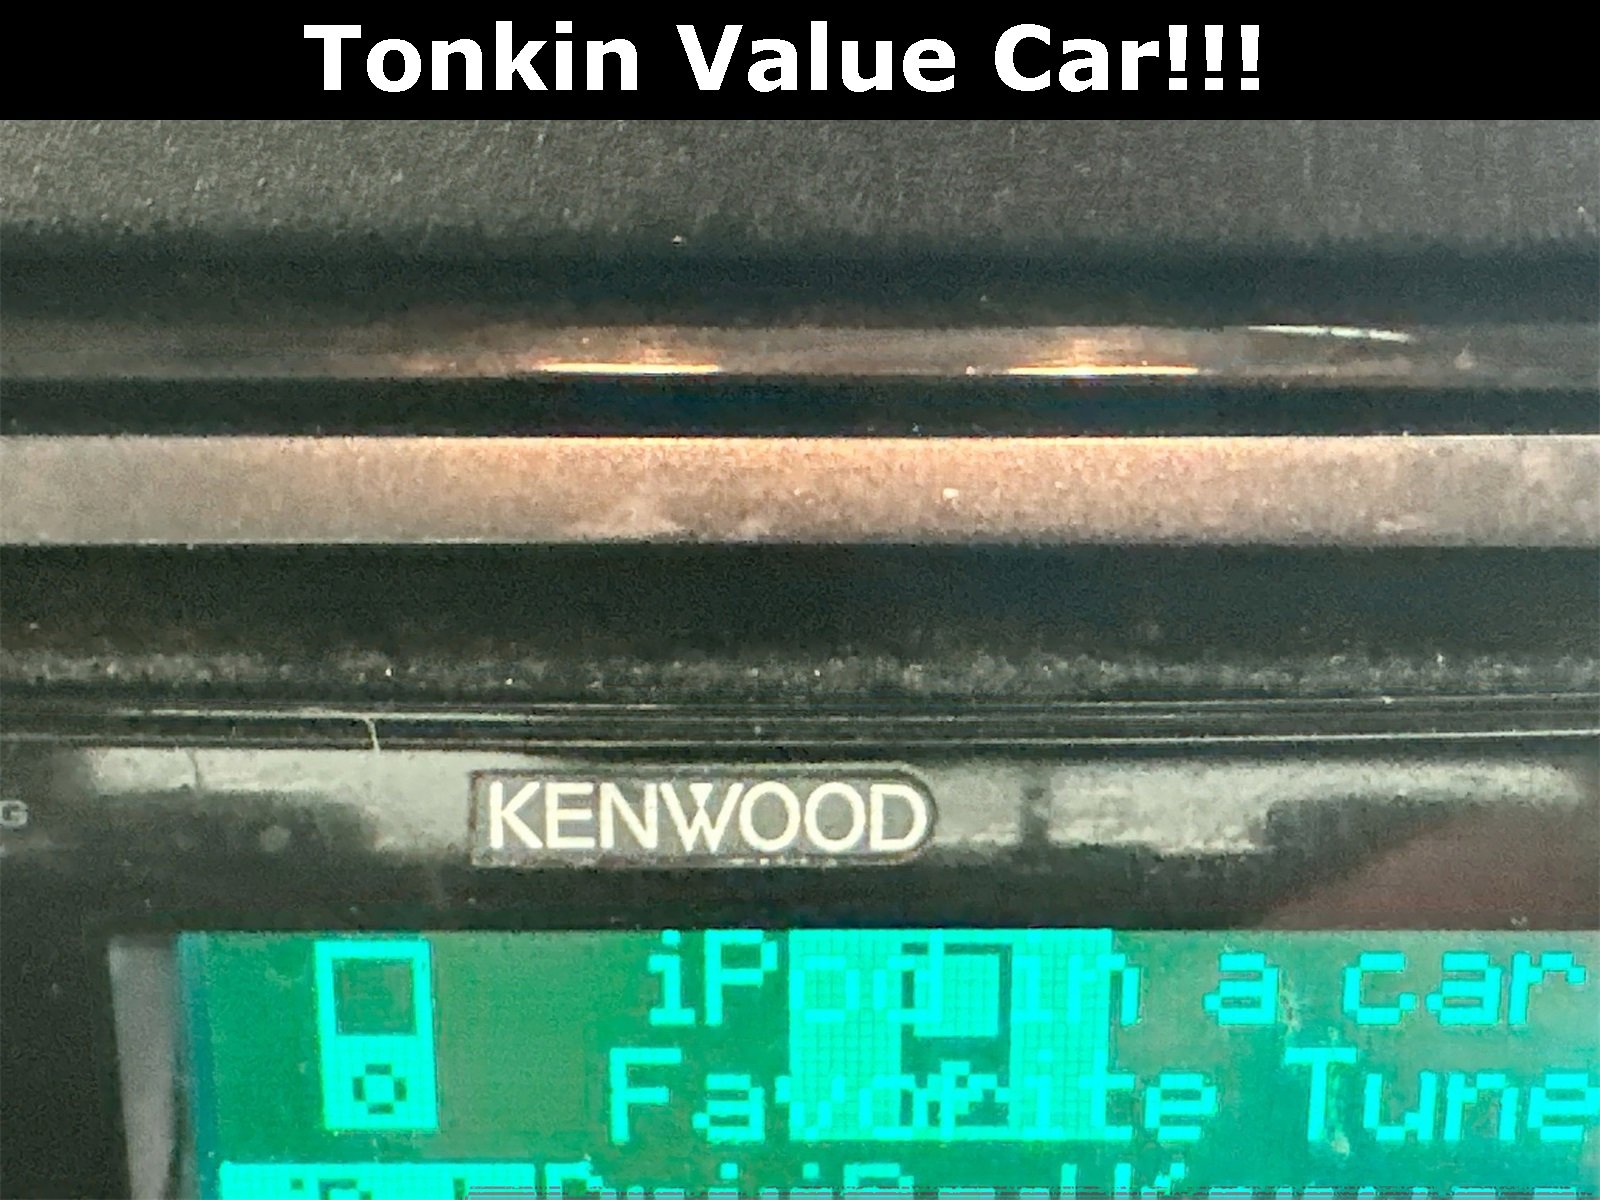 Tonkin Value Car!!!
G
KENWOOD
iPod in a car
Favorite Tune